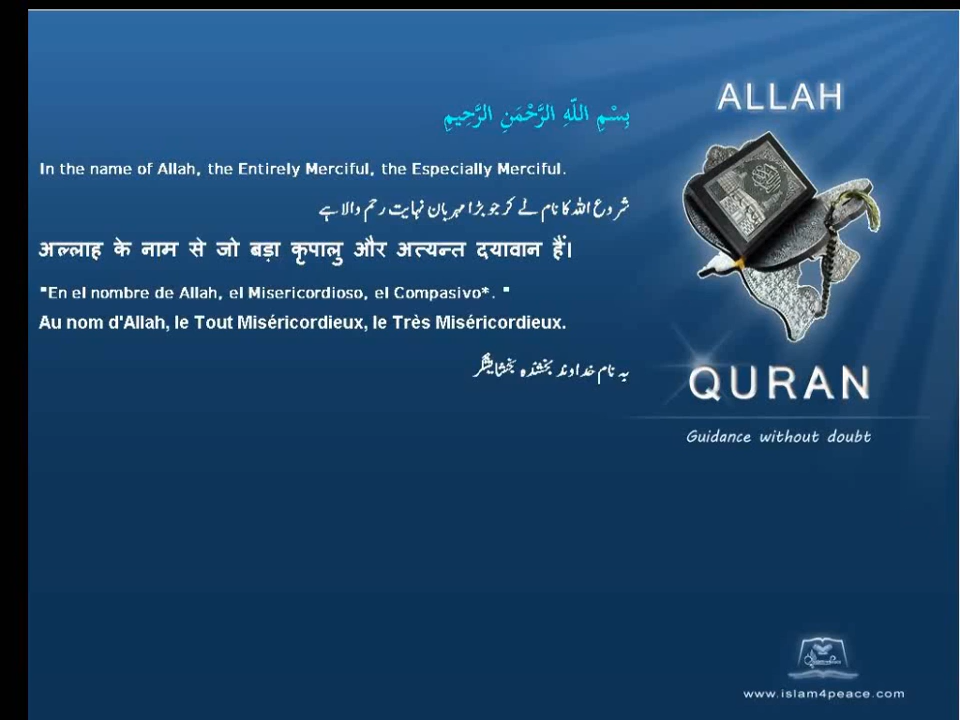 بِسْمِ اللَّهِ الرَّحْمَنِ الرَّحِيمِ
In the name of Allah, the Entirely Merciful, the Especially Merciful.
شروع الله کا نام لے کر جو بڑا مہربان نہایت رحم والا ہے
अल्लाह के नाम से जो बड़ा कृपालु और अत्यन्त दयावान हैं।
"En el nombre de Allah, el Misericordioso, el Compasivo*. "
Au nom d'Allah, le Tout Miséricordieux, le Très Miséricordieux.
به نام خداوند بخشنده بخشایشگر
ALLAH
QURAN
Guidance without doubt
www.islam4peace.com